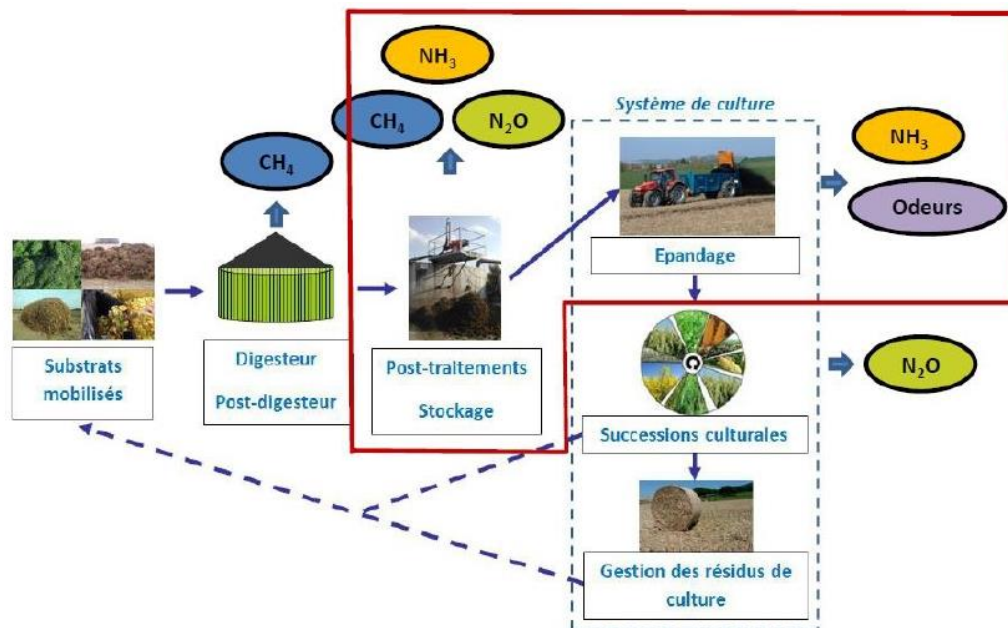 NH₃
CH₄
N₂O
CH₄
Système de culture
NH₃
Odeurs
Epandage
Substrats
mobilisés
Digesteur
Post-digesteur
Post-traitements
Stockage
N₂O
Successions culturales
Gestion des résidus de
culture